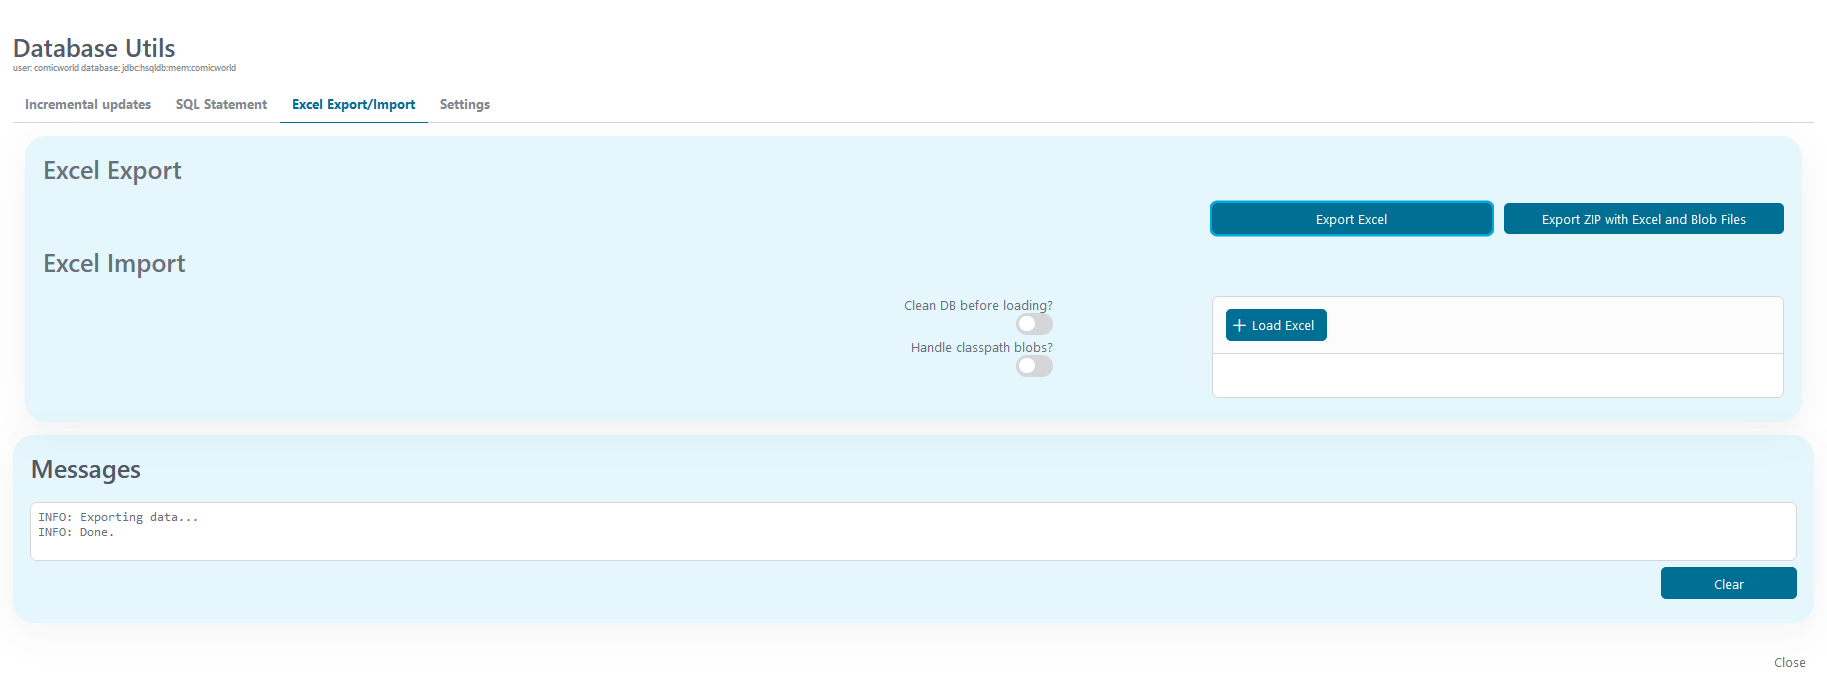 Database Utils
user: comicworld database: jdbc:hsqldb:mem:comicworld
Incremental updates SQL Statement Excel Export/Import Settings
Excel Export
Export Excel Export ZIP with Excel and Blob Files
Excel Import
Clean DB before loading?
Load Excel
Handle classpath blobs?
Messages
INFO: Exporting data...
INFO: Done.
Clear
Close